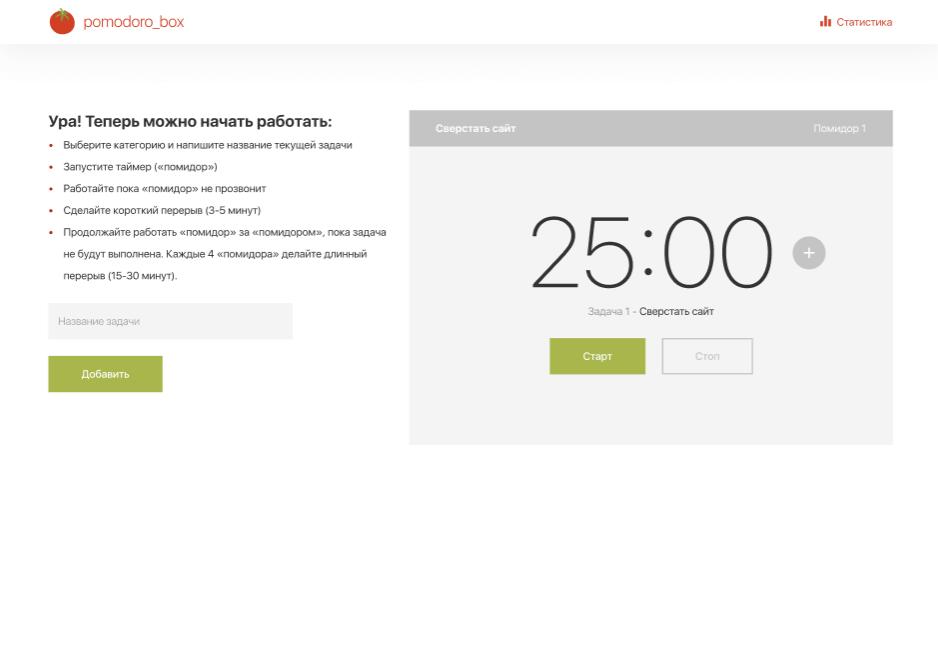 pomodoro_box
Статистика
Ура! Теперь можно начать работать:
Выберите категорию и напишите название текущей задачи
Запустите таймер («помидор»)
Работайте пока «помидор» не прозвонит
Сделайте короткий перерыв (3-5 минут)
Продолжайте работать «помидор» за «помидором», пока задача
не будут выполнена. Каждые 4 «помидора» делайте длинный
перерыв (15-30 минут).
Название задачи
Добавить
Сверстать сайт
Помидор 1
25:00
+
Задача 1 - Сверстать сайт
Старт
Стоп